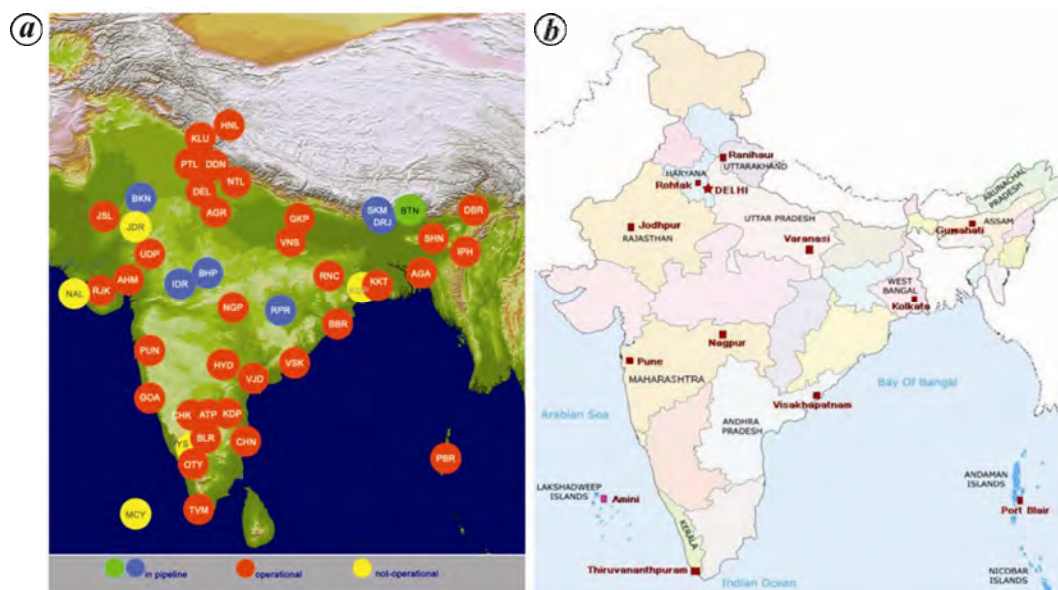 a
HNL
KLU
PTL
DDN
NTL
DEL
BKN
AGR
JSL
JDR
GKP
SKM
BTN
DRJ
DBR
VNS
SHN
IPH
UDP
AHM
BHP
IDR
RNC
KKT
AGA
NAL
RJK
NGP
RPR
BBR
PUN
HYD
VSK
VJD
GOA
CHK
ATP
KDP
BLR
CHN
OTY
PBR
MCY
TVM
in pipeline
operational
not-operational
b
Ranihaur
UTTARAKHAND
HARYANA
Rohtak
DELHI
ARUNACHAL
PRADESH
Jodhpur
RAJASTHAN
UTTAR PRADESH
Varanasi
ASSAM
Guwahati
WEST
BANGAL
Kolkata
Nagpur
Pune
MAHARASHTRA
Visakhapatnam
Bay Of Bangal
Arabian Sea
ANDHRA
PRADESH
LAKSHADWEEP
ISLANDS
Amini
ANDAMAN
ISLANDS
Port Blair
KERALA
Thiruvananthpuram
Indian Ocean
NICOBAR
ISLANDS